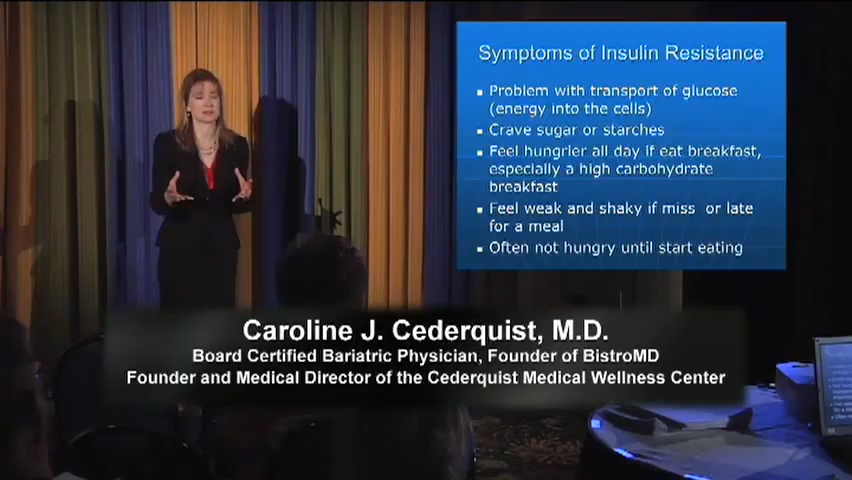 Symptoms of Insulin Resistance
▪ Problem with transport of glucose
(energy into the cells)
▪ Crave sugar or starches
▪ Feel hungrier all day if eat breakfast,
especially a high carbohydrate
breakfast
▪ Feel weak and shaky if miss or late
for a meal
▪ Often not hungry until start eating
Caroline J. Cederquist, M.D.
Board Certified Bariatric Physician, Founder of BistroMD
Founder and Medical Director of the Cederquist Medical Wellness Center